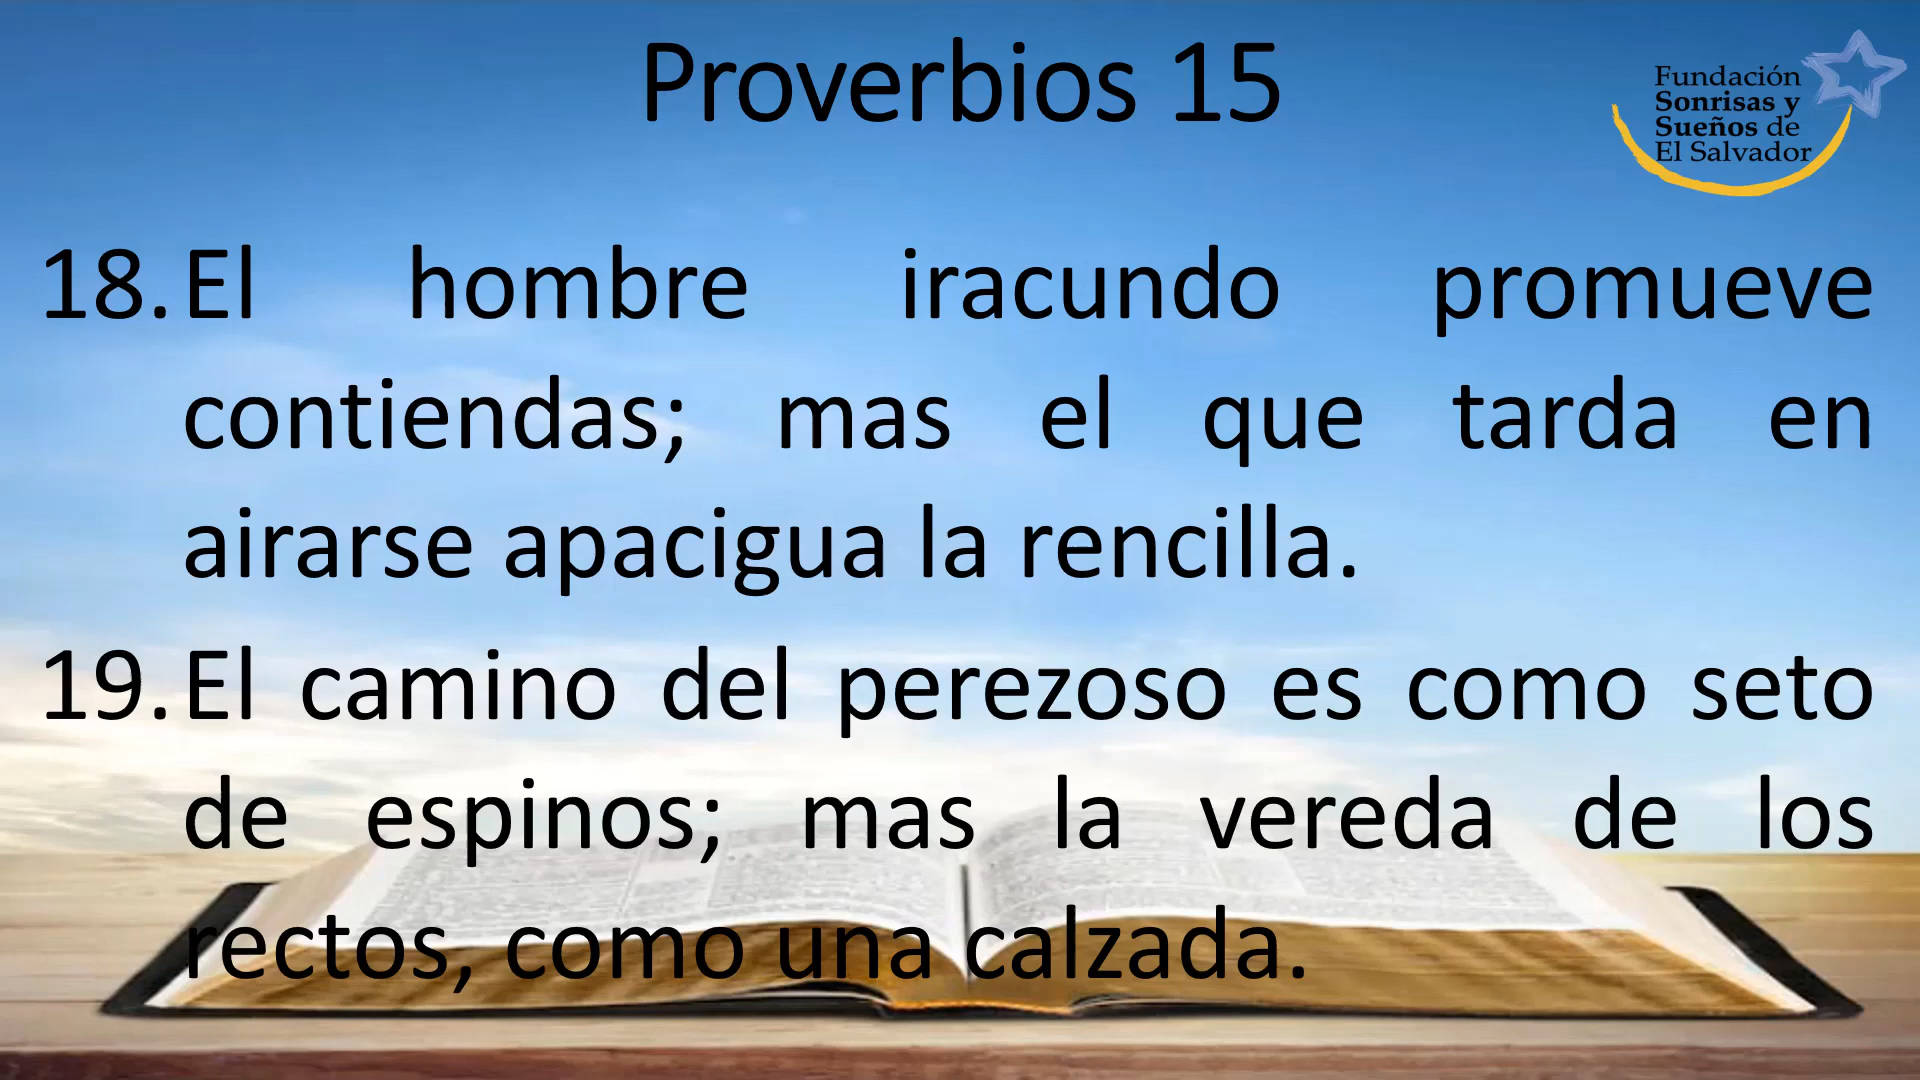 Proverbios 15
Fundación
Sonrisas y
Sueños de
El Salvador
18. El hombre iracundo promueve
contiendas; mas el que tarda en
airarse apacigua la rencilla.
19. El camino del perezoso es como seto
de espinos; mas la vereda de los
rectos, como una calzada.